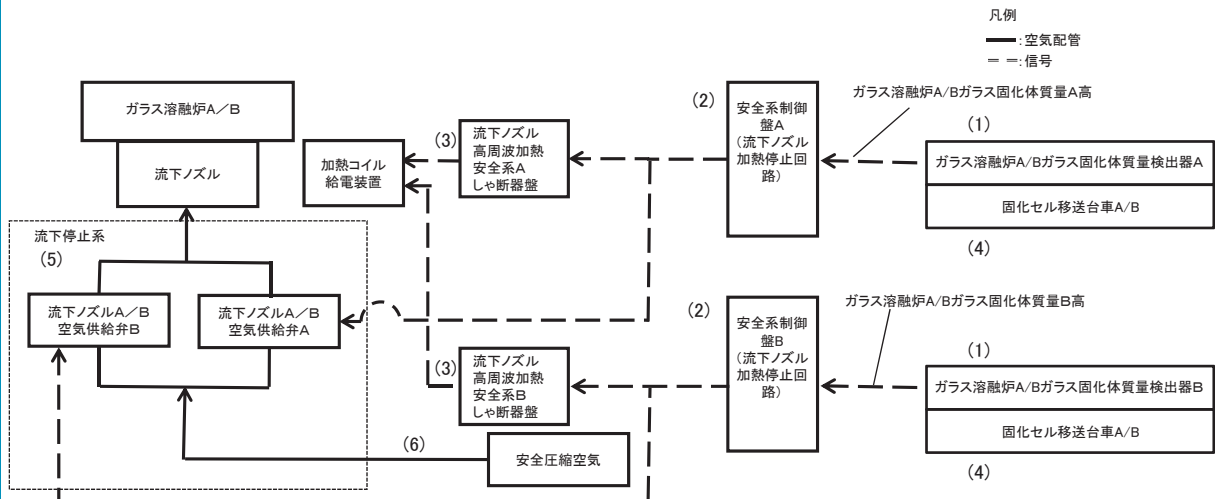 凡例
:空気配管
:信号
ガラス溶融炉A/Bガラス固化体質量A高
ガラス溶融炉A／B
流下ノズル
加熱コイル
給電装置
(3)
流下ノズル
高周波加熱
安全系A
しゃ断器盤
(2)
安全系制御
盤A
(流下ノズル
加熱停止回
路)
(1)
ガラス溶融炉A/Bガラス固化体質量検出器A
固化セル移送台車A/B
(4)
流下停止系
(5)
流下ノズルA／B
空気供給弁B
流下ノズルA／B
空気供給弁A
ガラス溶融炉A/Bガラス固化体質量B高
(3)
流下ノズル
高周波加熱
安全系B
しゃ断器盤
(2)
安全系制御
盤B
(流下ノズル
加熱停止回
路)
(1)
ガラス溶融炉A/Bガラス固化体質量検出器B
固化セル移送台車A/B
(4)
(6)
安全圧縮空気